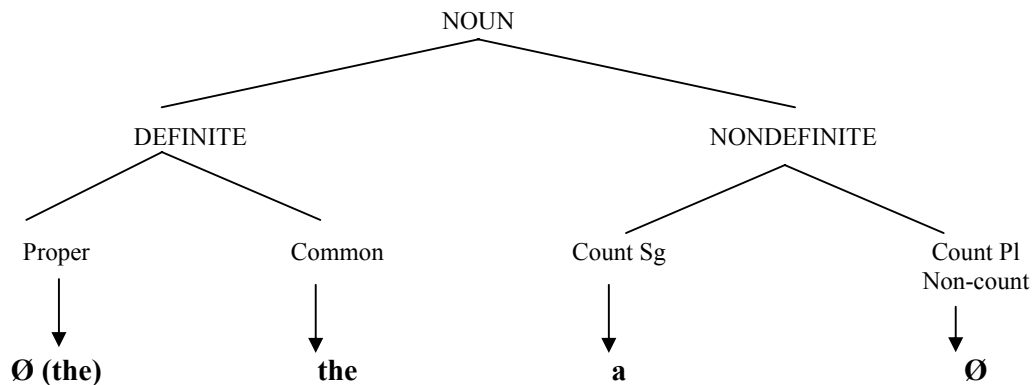 NOUN
DEFINITE NONDEFINITE
Proper Common Count Sg Count Pl
Non-count
Ø (the) the a Ø